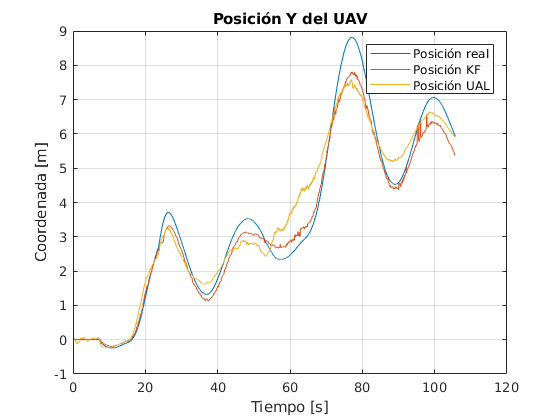 Posición Y del UAV
Coordenada [m]
9
8
7
6
5
4
3
2
1
0
-1
Posición real
Posición KF
Posición UAL
0 20 40 60 80 100 120
Tiempo [s]